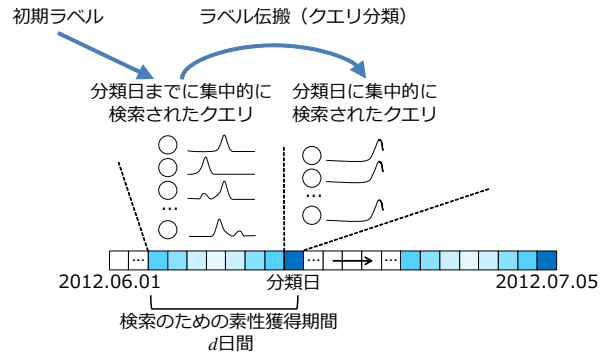 初期ラベル
ラベル伝搬（クエリ分類）
分類日までに集中的に
検索されたクエリ
分類日に集中的に
検索されたクエリ
...
...
...
...
...
2012.06.01
分類日
2012.07.05
検索のための素性獲得期間
d日間